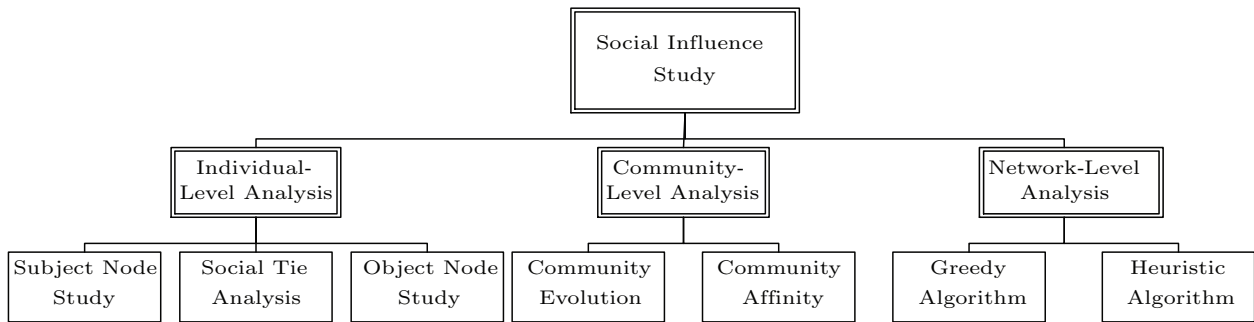 Social Influence
Study
Individual-
Level Analysis
Community-
Level Analysis
Network-Level
Analysis
Subject Node
Study
Social Tie
Analysis
Object Node
Study
Community
Evolution
Community
Affinity
Greedy
Algorithm
Heuristic
Algorithm